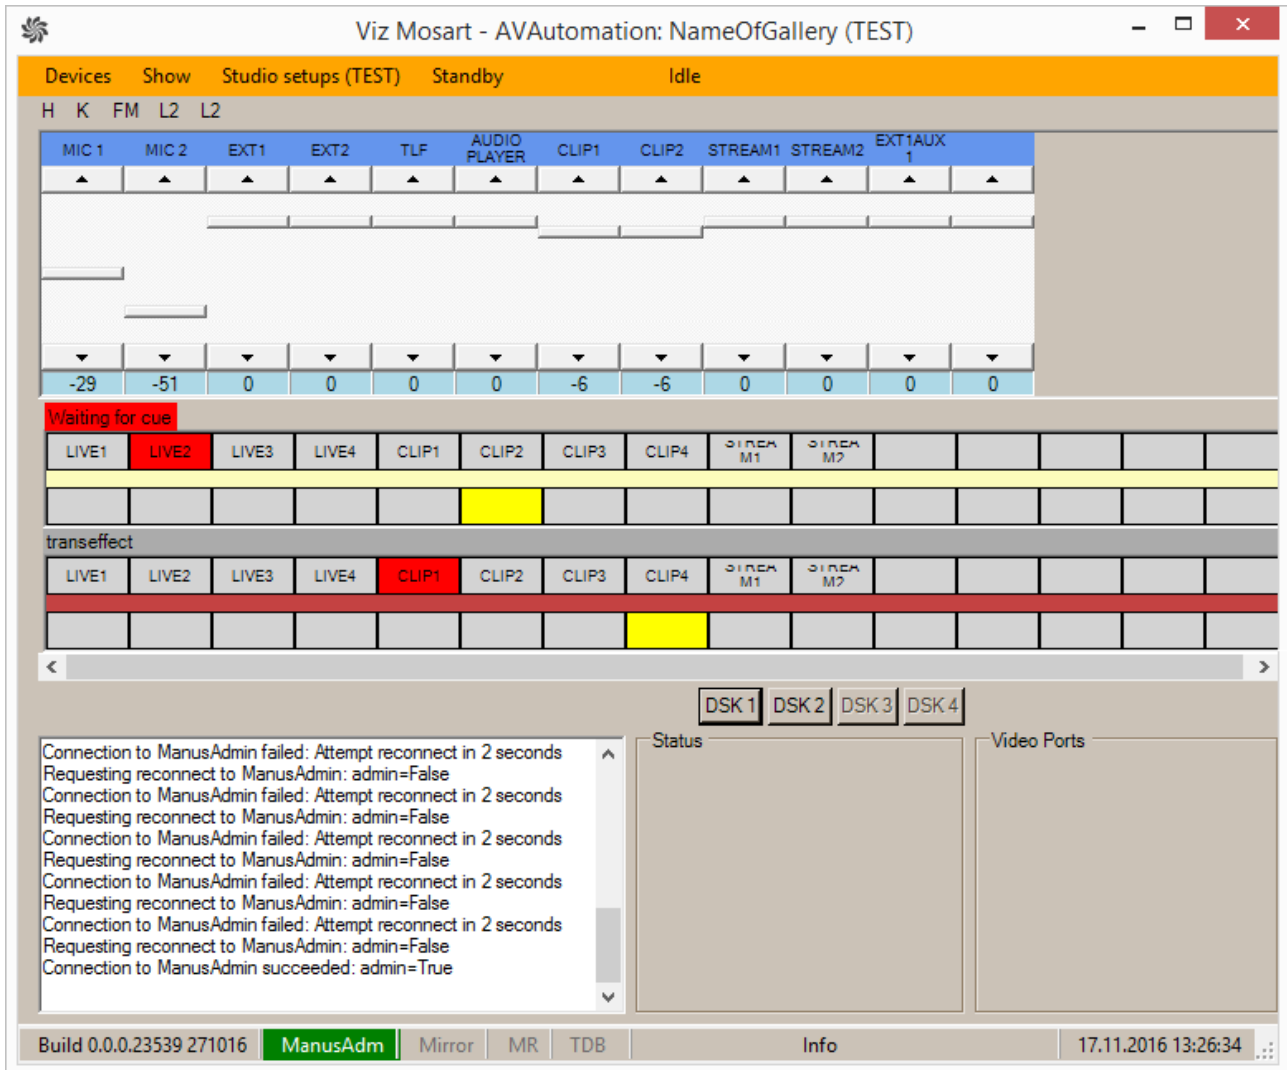 Viz Mosart - AVAutomation: NameOfGallery (TEST)
Devices Show Studio setups (TEST) Standby Idle
H K FM L2 L2
MIC 1 MIC 2 EXT1 EXT2 TLF AUDIO PLAYER CLIP1 CLIP2 STREAM1 STREAM2 EXT1AUX 1
-29 -51 0 0 0 0 -6 -6 0 0 0 0
Waiting for cue
LIVE1 LIVE2 LIVE3 LIVE4 CLIP1 CLIP2 CLIP3 CLIP4 STREAM1 STREAM2
transeffect
LIVE1 LIVE2 LIVE3 LIVE4 CLIP1 CLIP2 CLIP3 CLIP4 STREAM1 STREAM2
DSK 1 DSK 2 DSK 3 DSK 4
Connection to ManusAdmin failed: Attempt reconnect in 2 seconds
Requesting reconnect to ManusAdmin: admin=False
Connection to ManusAdmin failed: Attempt reconnect in 2 seconds
Requesting reconnect to ManusAdmin: admin=False
Connection to ManusAdmin failed: Attempt reconnect in 2 seconds
Requesting reconnect to ManusAdmin: admin=False
Connection to ManusAdmin failed: Attempt reconnect in 2 seconds
Requesting reconnect to ManusAdmin: admin=False
Connection to ManusAdmin failed: Attempt reconnect in 2 seconds
Requesting reconnect to ManusAdmin: admin=False
Connection to ManusAdmin succeeded: admin=True
Status
Video Ports
Build 0.0.0.23539 271016 ManusAdm Mirror MR TDB Info 17.11.2016 13:26:34